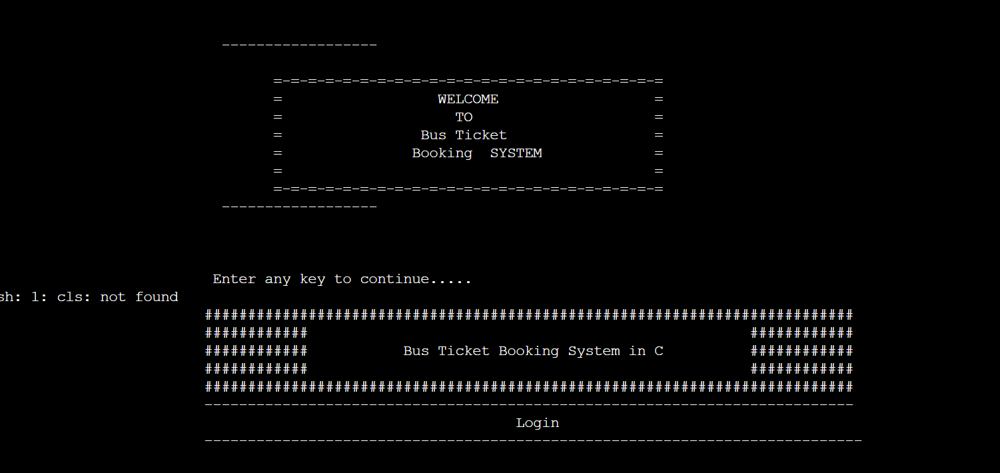 ------------------
=-=-=-=-=-=-=-=-=-=-=-=-=-=-=-=-=-=-=-=-=-=-=
= WELCOME =
= TO =
= Bus Ticket =
= Booking  SYSTEM =
= =
=-=-=-=-=-=-=-=-=-=-=-=-=-=-=-=-=-=-=-=-=-=-=
------------------
Enter any key to continue.....
sh: 1: cls: not found
###########################################################################
############ ############
############ Bus Ticket Booking System in C ############
############ ############
###########################################################################
---------------------------------------------------------------------------
Login
----------------------------------------------------------------------------